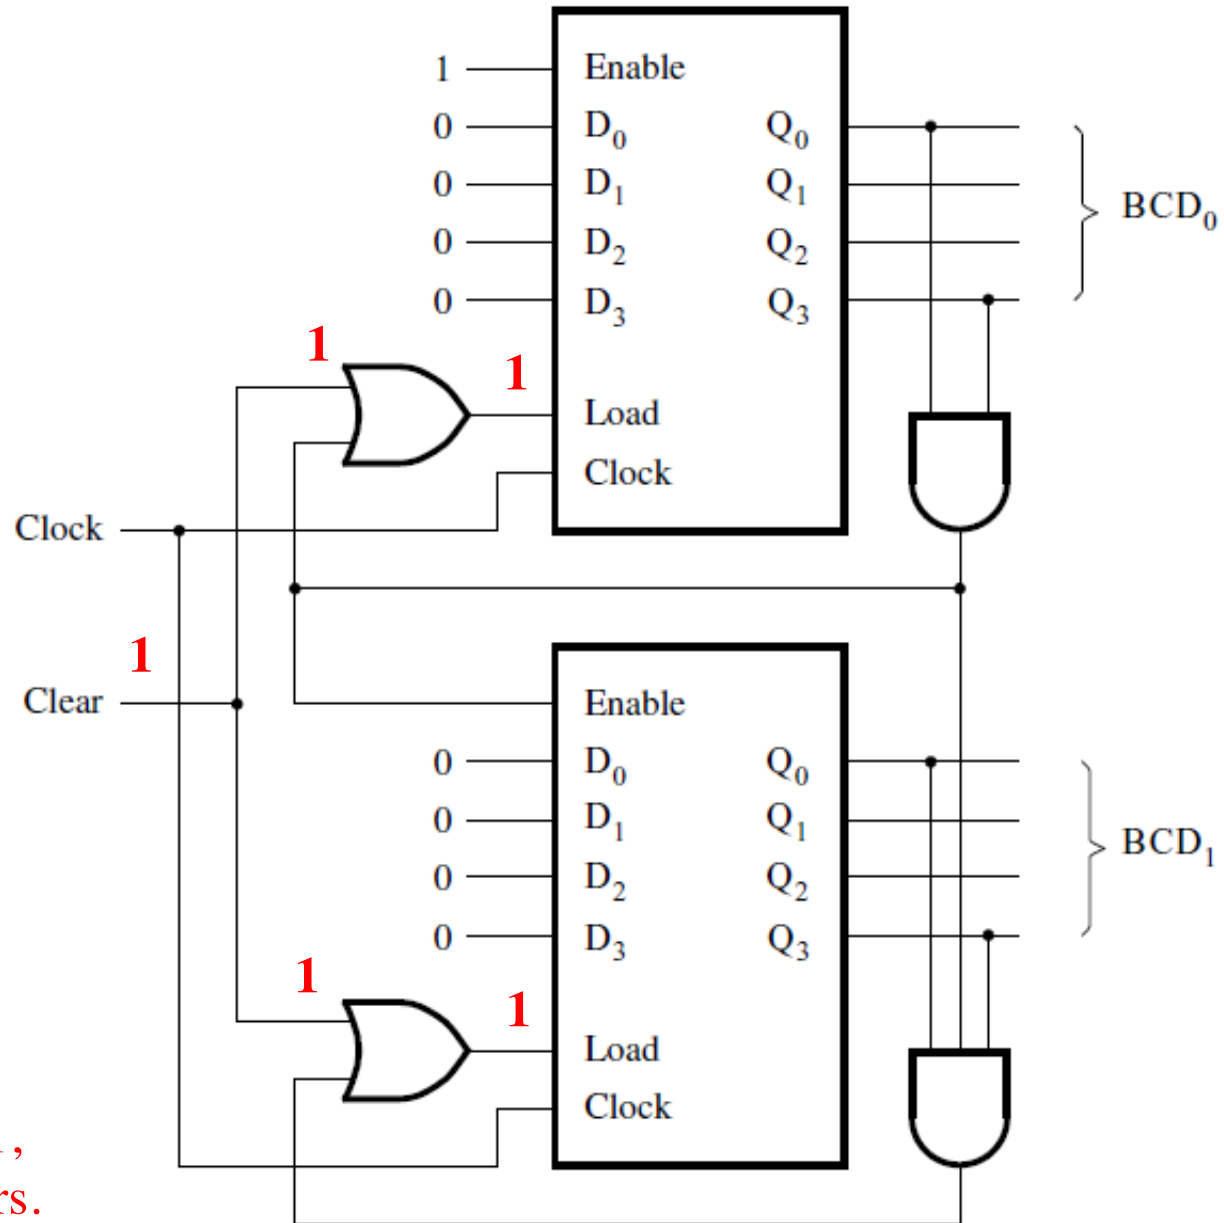 1 Enable
0 D0 Q0
0 D1 Q1
0 D2 Q2
0 D3 Q3
BCD0
1
1
Load
Clock
Clock
1
Clear
Enable
0 D0 Q0
0 D1 Q1
0 D2 Q2
0 D3 Q3
BCD1
1
1
Load
Clock